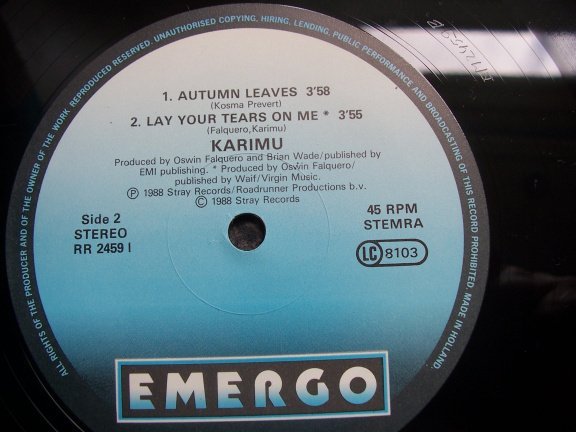 1. AUTUMN LEAVES 3'58
(Kosma Prevert)
2. LAY YOUR TEARS ON ME * 3'55
(Falquero, Karimu)
KARIMU
Produced by Oswin Falquero and Brian Wade/published by
EMI publishing. * Produced by Oswin Falquero/
published by Waif/Virgin Music.
Ⓟ 1988 Stray Records/Roadrunner Productions b.v.
© 1988 Stray Records
Side 2
STEREO
RR 2459 I
45 RPM
STEMRA
LC 8103
EMERGO
ALL RIGHTS OF THE PRODUCER AND OF THE OWNER OF THE WORK REPRODUCED RESERVED. UNAUTHORISED COPYING, HIRING, LENDING, PUBLIC PERFORMANCE AND BROADCASTING OF THIS RECORD PROHIBITED. MADE IN HOLLAND.